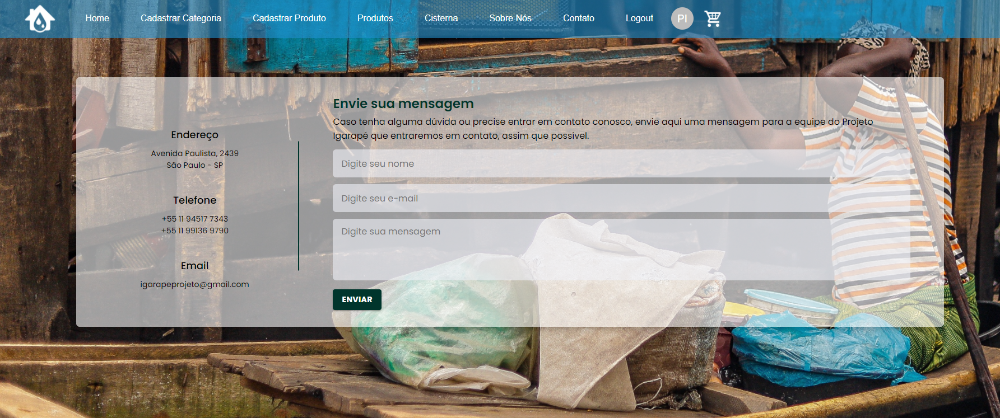 Home Cadastrar Categoria Cadastrar Produto Produtos Cisterna Sobre Nós Contato Logout PI
Endereço
Avenida Paulista, 2439
São Paulo - SP
Telefone
+55 11 94517 7343
+55 11 99136 9790
Email
igarapeprojeto@gmail.com
Envie sua mensagem
Caso tenha alguma dúvida ou precise entrar em contato conosco, envie aqui uma mensagem para a equipe do Projeto
Igarapé que entraremos em contato, assim que possível.
Digite seu nome
Digite seu e-mail
Digite sua mensagem
ENVIAR